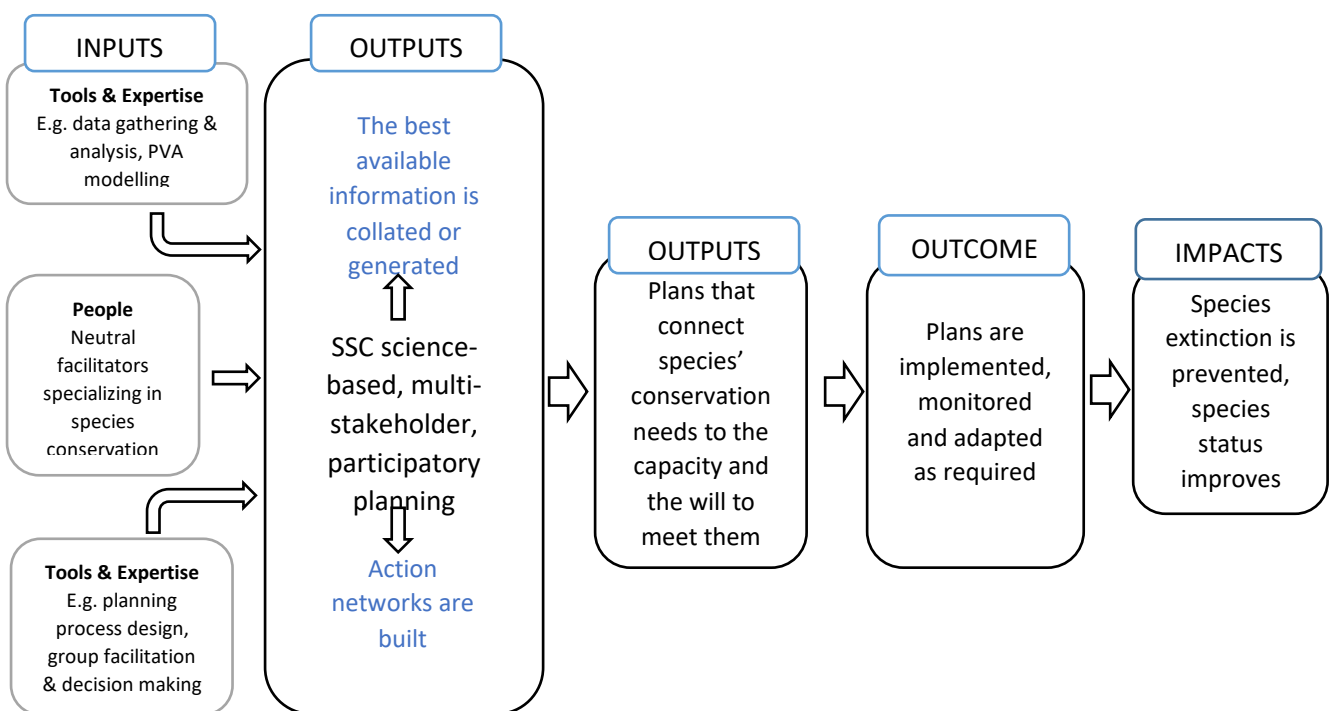 INPUTS
Tools & Expertise
E.g. data gathering &
analysis, PVA
modelling
People
Neutral
facilitators
specializing in
species
conservation
Tools & Expertise
E.g. planning
process design,
group facilitation
& decision making
OUTPUTS
The best
available
information is
collated or
generated
SSC science-
based, multi-
stakeholder,
participatory
planning
Action
networks are
built
OUTPUTS
Plans that
connect
species’
conservation
needs to the
capacity and
the will to
meet them
OUTCOME
Plans are
implemented,
monitored
and adapted
as required
IMPACTS
Species
extinction is
prevented,
species
status
improves